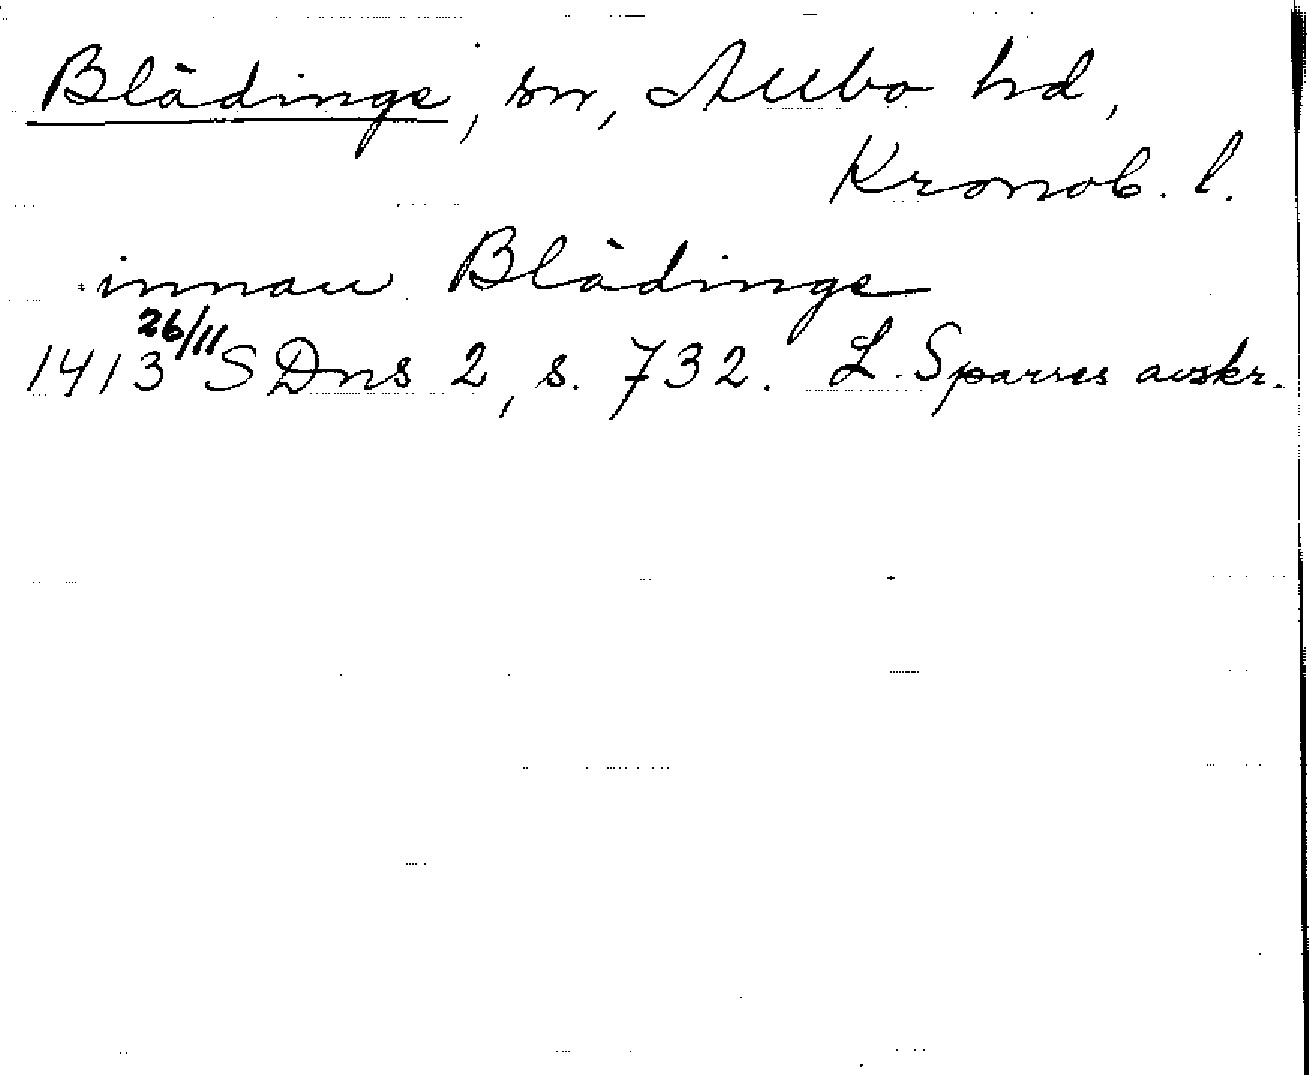 Blädinge, sn, Allbo hd,
Kronob. l.
innan Blädinge
1413 26/11 SDns 2, s. 732. L. Sparres avskr.